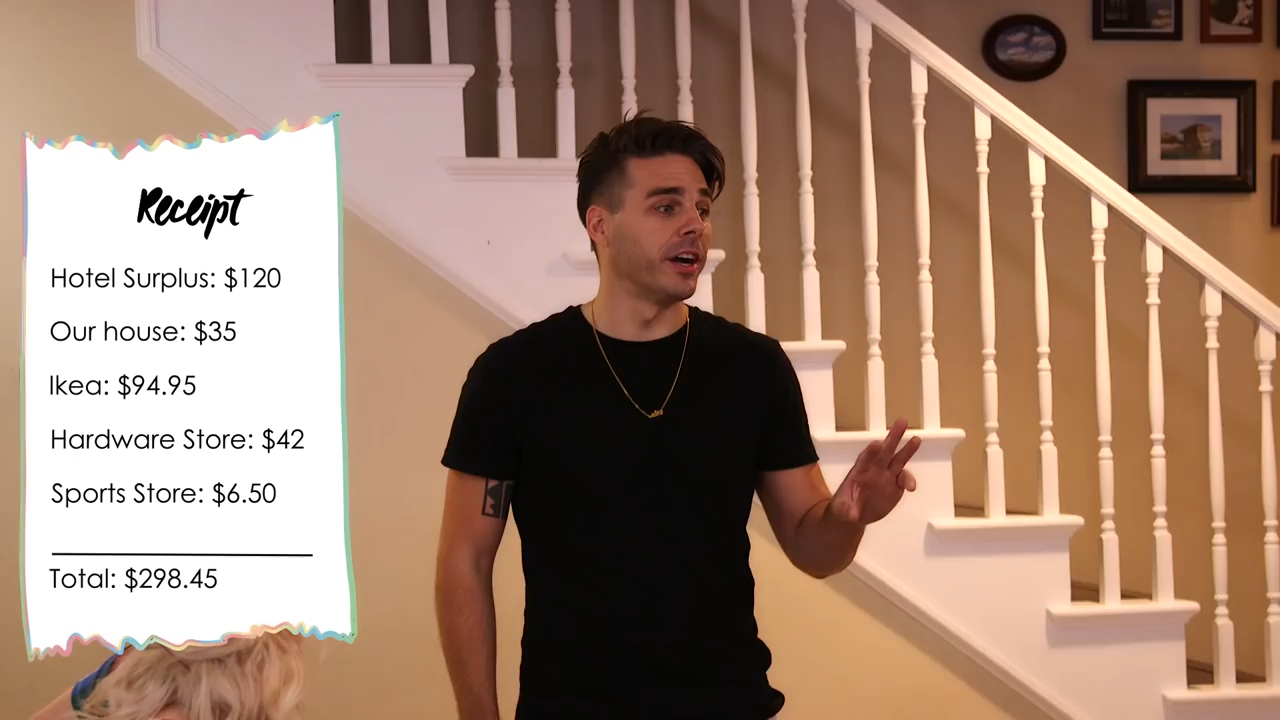 Receipt
Hotel Surplus: $120
Our house: $35
Ikea: $94.95
Hardware Store: $42
Sports Store: $6.50
Total: $298.45